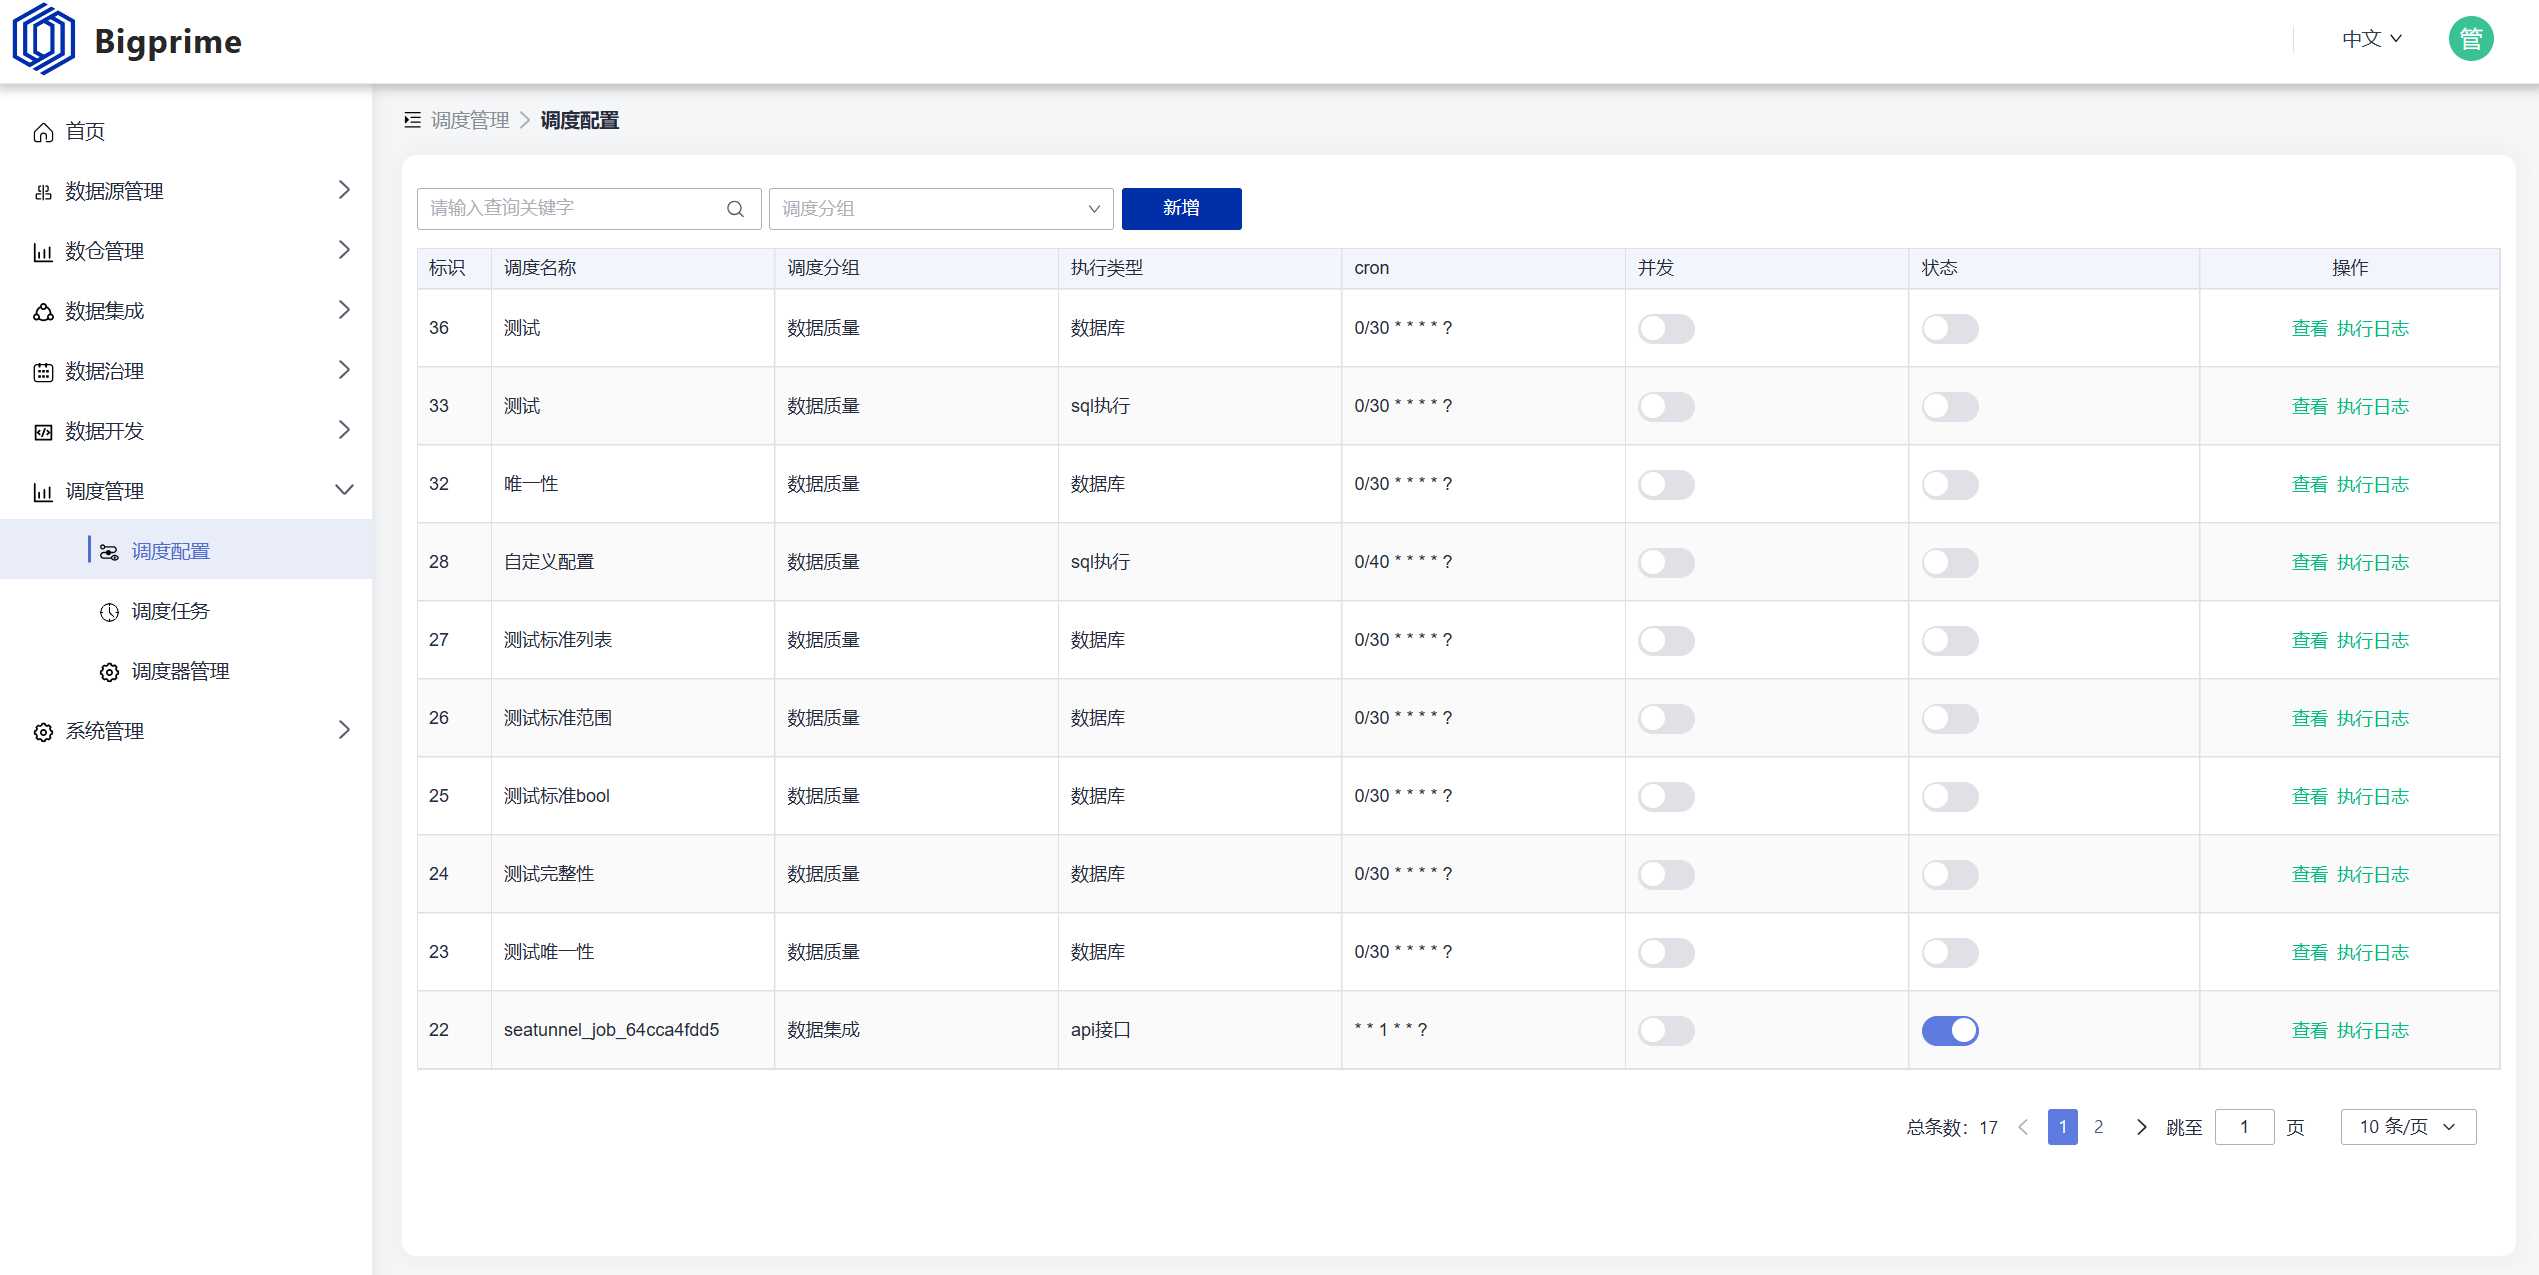 Bigprime
中文
管
首页
数据源管理
数仓管理
数据集成
数据治理
数据开发
调度管理
调度配置
调度任务
调度器管理
系统管理
调度管理 > 调度配置
请输入查询关键字 调度分组 新增
标识 调度名称 调度分组 执行类型 cron 并发 状态 操作
36 测试 数据质量 数据库 0/30 * * * * ? 查看 执行日志
33 测试 数据质量 sql执行 0/30 * * * * ? 查看 执行日志
32 唯一性 数据质量 数据库 0/30 * * * * ? 查看 执行日志
28 自定义配置 数据质量 sql执行 0/40 * * * * ? 查看 执行日志
27 测试标准列表 数据质量 数据库 0/30 * * * * ? 查看 执行日志
26 测试标准范围 数据质量 数据库 0/30 * * * * ? 查看 执行日志
25 测试标准bool 数据质量 数据库 0/30 * * * * ? 查看 执行日志
24 测试完整性 数据质量 数据库 0/30 * * * * ? 查看 执行日志
23 测试唯一性 数据质量 数据库 0/30 * * * * ? 查看 执行日志
22 seatunnel_job_64cca4fdd5 数据集成 api接口 * * 1 * * ? 查看 执行日志
总条数: 17 1 2 跳至 1 页 10 条/页